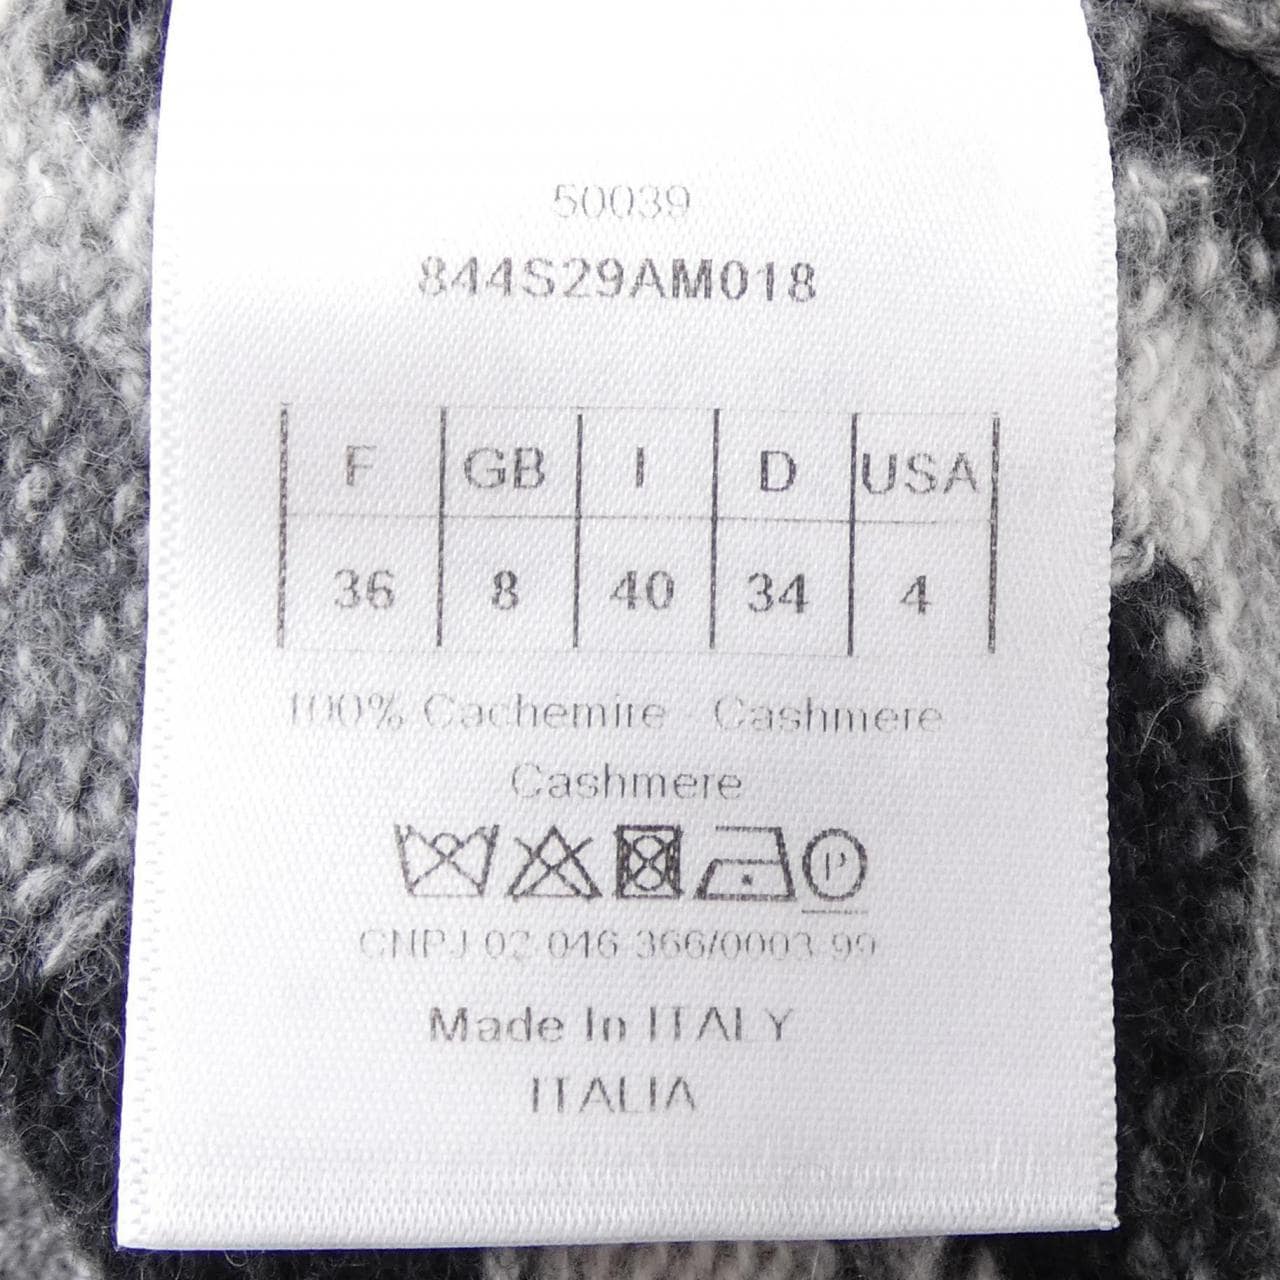 50039
844S29AM018
F GB I D USA
36 8 40 34 4
100% Cachemire - Cashmere
Cashmere
P
CNPJ 02.046.366/0003-99
Made In ITALY
ITALIA